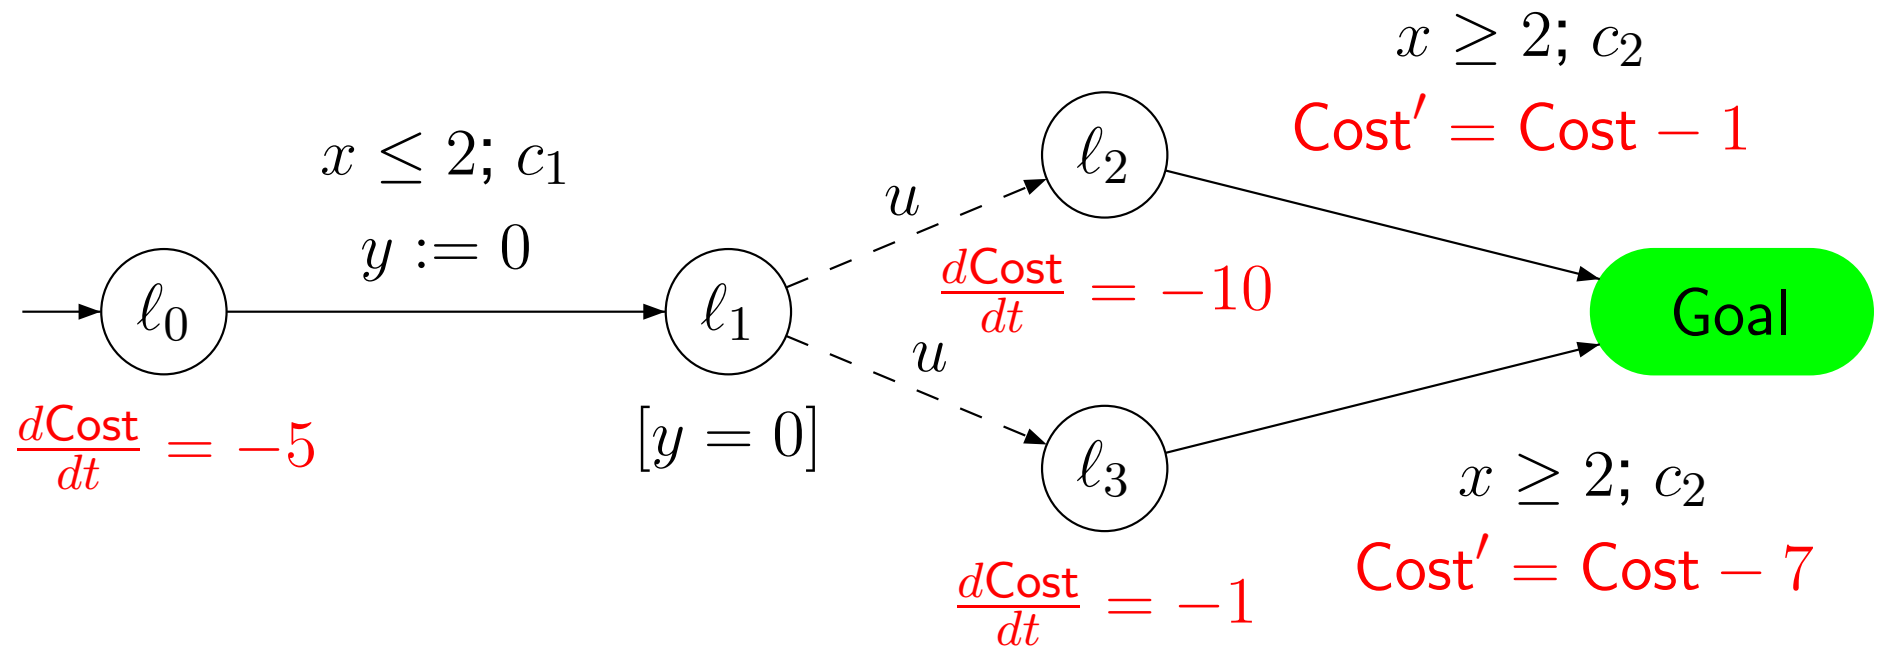 x ≥ 2; c₂
Cost′ = Cost − 1
x ≤ 2; c₁
y := 0
u
ℓ₂
ℓ₀
ℓ₁
dCost/dt = −10
Goal
u
dCost/dt = −5
[y = 0]
ℓ₃
x ≥ 2; c₂
Cost′ = Cost − 7
dCost/dt = −1